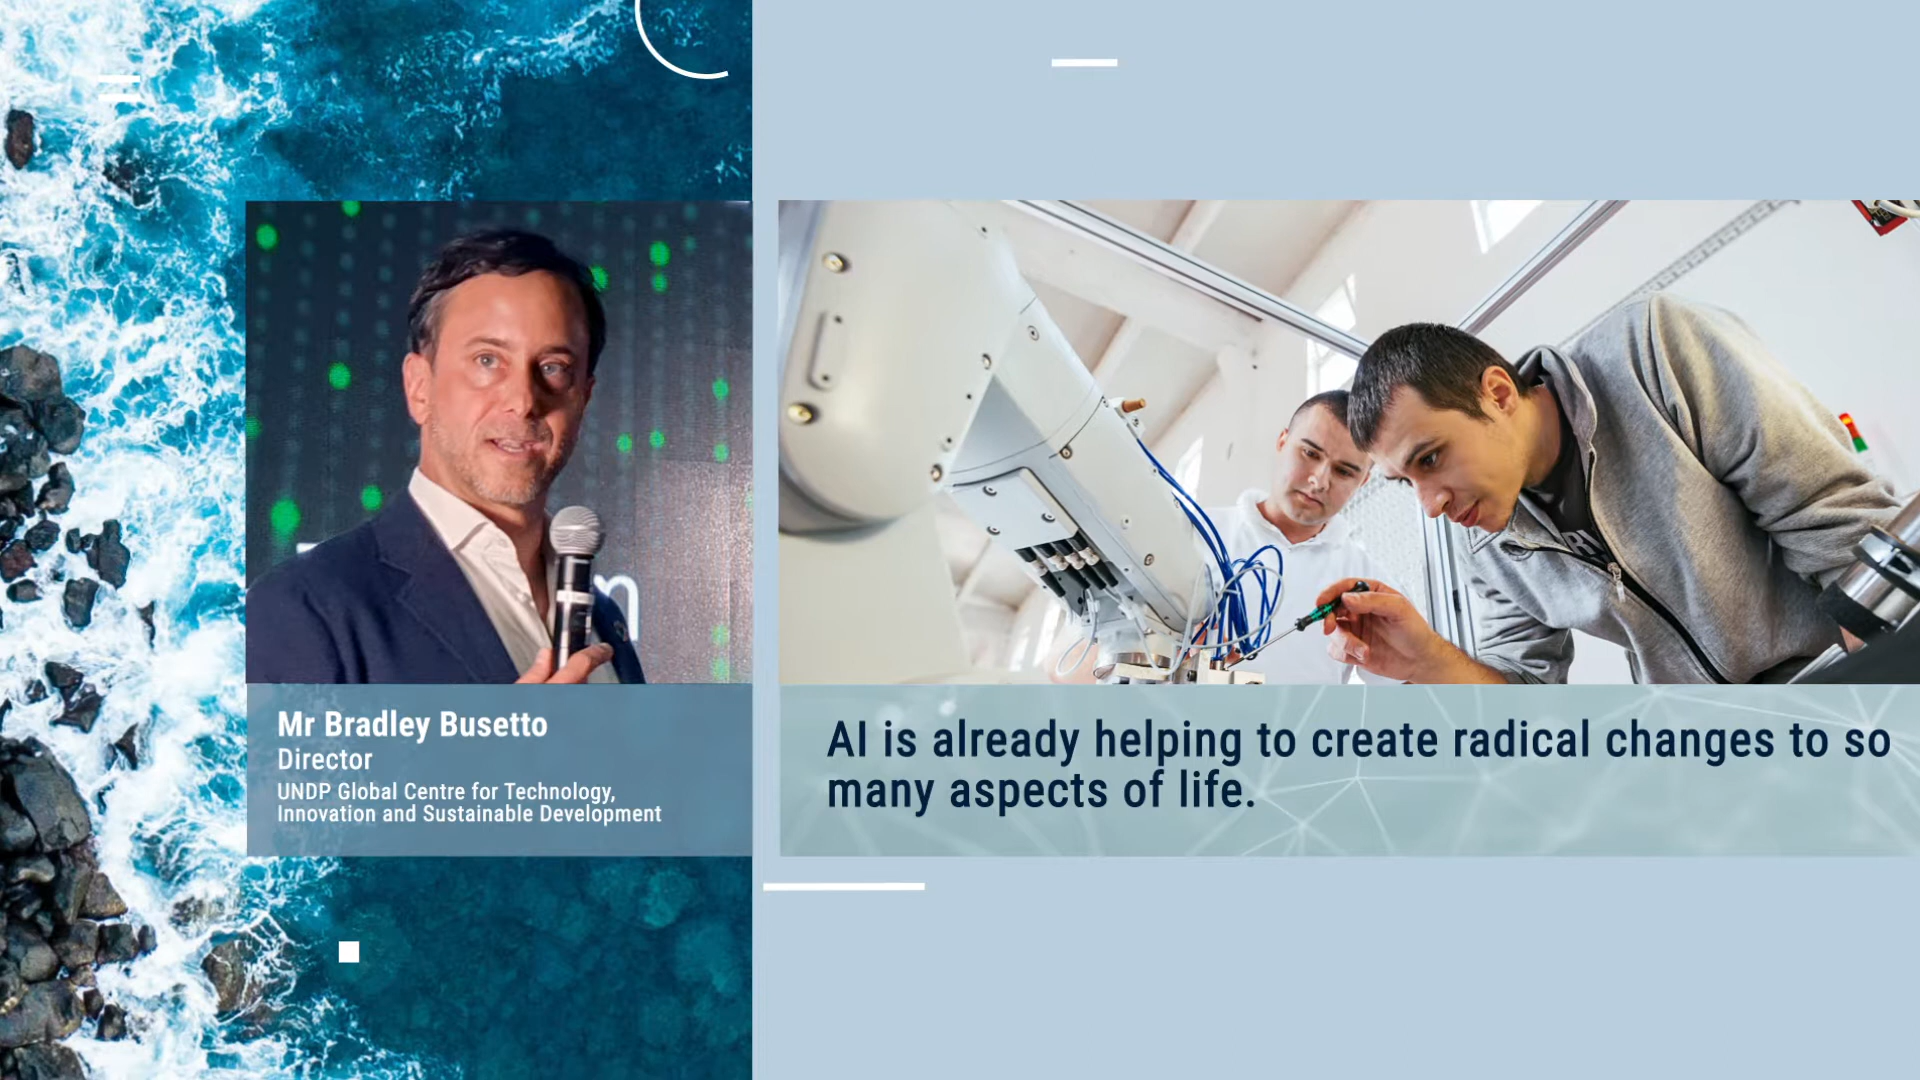 Mr Bradley Busetto
Director
UNDP Global Centre for Technology,
Innovation and Sustainable Development
AI is already helping to create radical changes to so
many aspects of life.